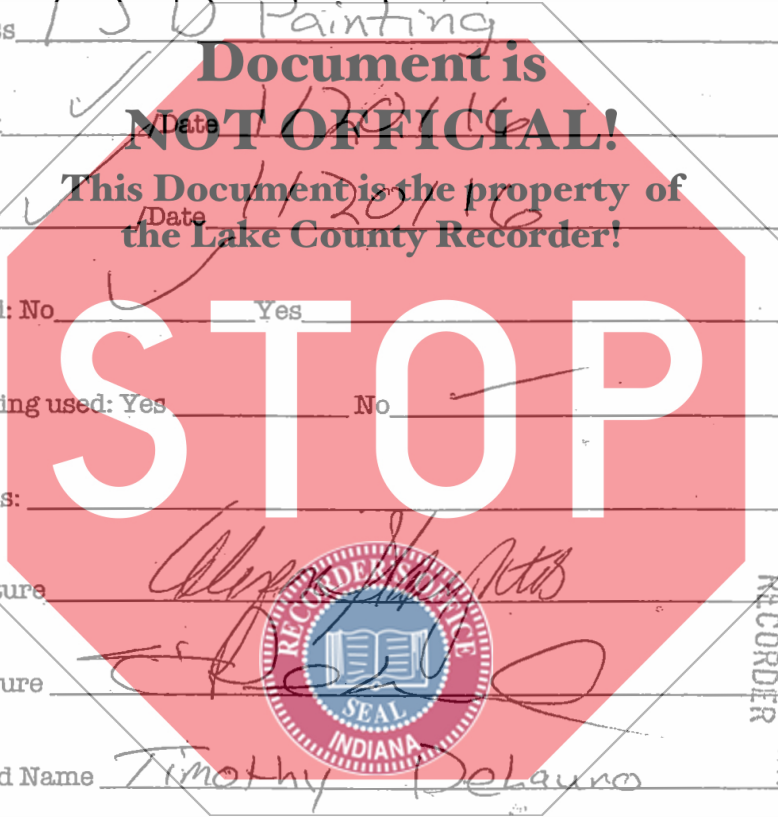 Painting
Document is
/Date 1/20/16
NOT OFFICIAL!
This Document is the property of
/Date 1/20/16
the Lake County Recorder!
: No Yes
STOP
ing used: Yes No
s:
ture
RECORDER'S OFFICE
ure
SEAL
INDIANA
RECORDER
d Name Timothy DeLauro